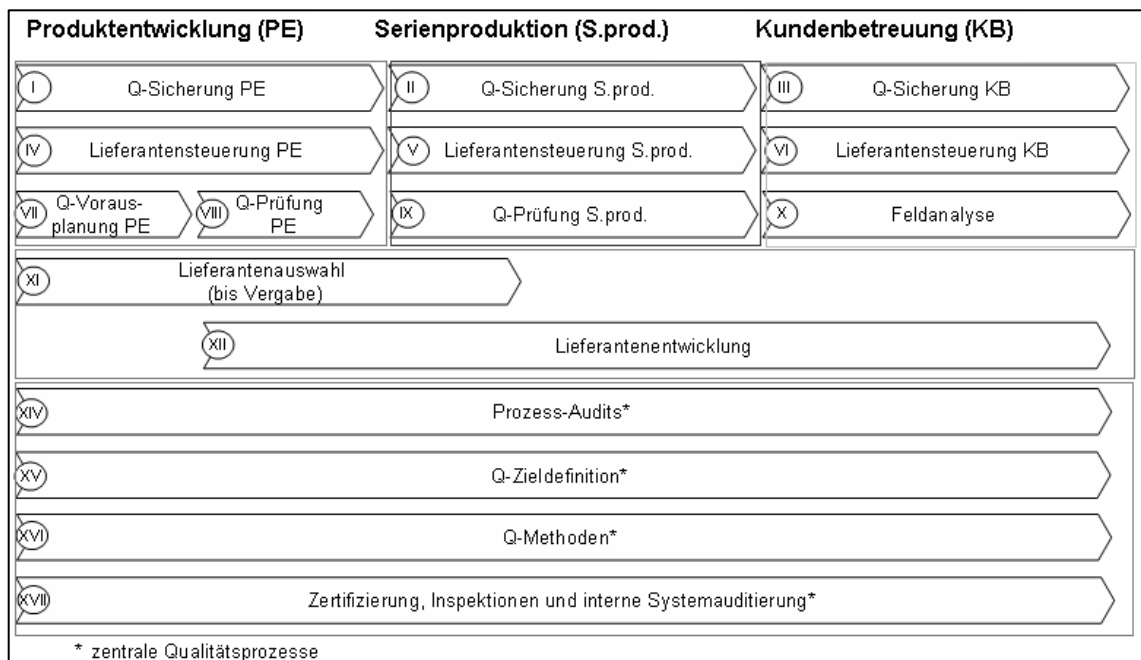 Produktentwicklung (PE) Serienproduktion (S.prod.) Kundenbetreuung (KB)
I Q-Sicherung PE II Q-Sicherung S.prod. III Q-Sicherung KB
IV Lieferantensteuerung PE V Lieferantensteuerung S.prod. VI Lieferantensteuerung KB
VII Q-Voraus-
planung PE
VIII Q-Prüfung
PE
IX Q-Prüfung S.prod. X Feldanalyse
XI Lieferantenauswahl
(bis Vergabe)
XII Lieferantenentwicklung
XIV Prozess-Audits*
XV Q-Zieldefinition*
XVI Q-Methoden*
XVII Zertifizierung, Inspektionen und interne Systemauditierung*
* zentrale Qualitätsprozesse